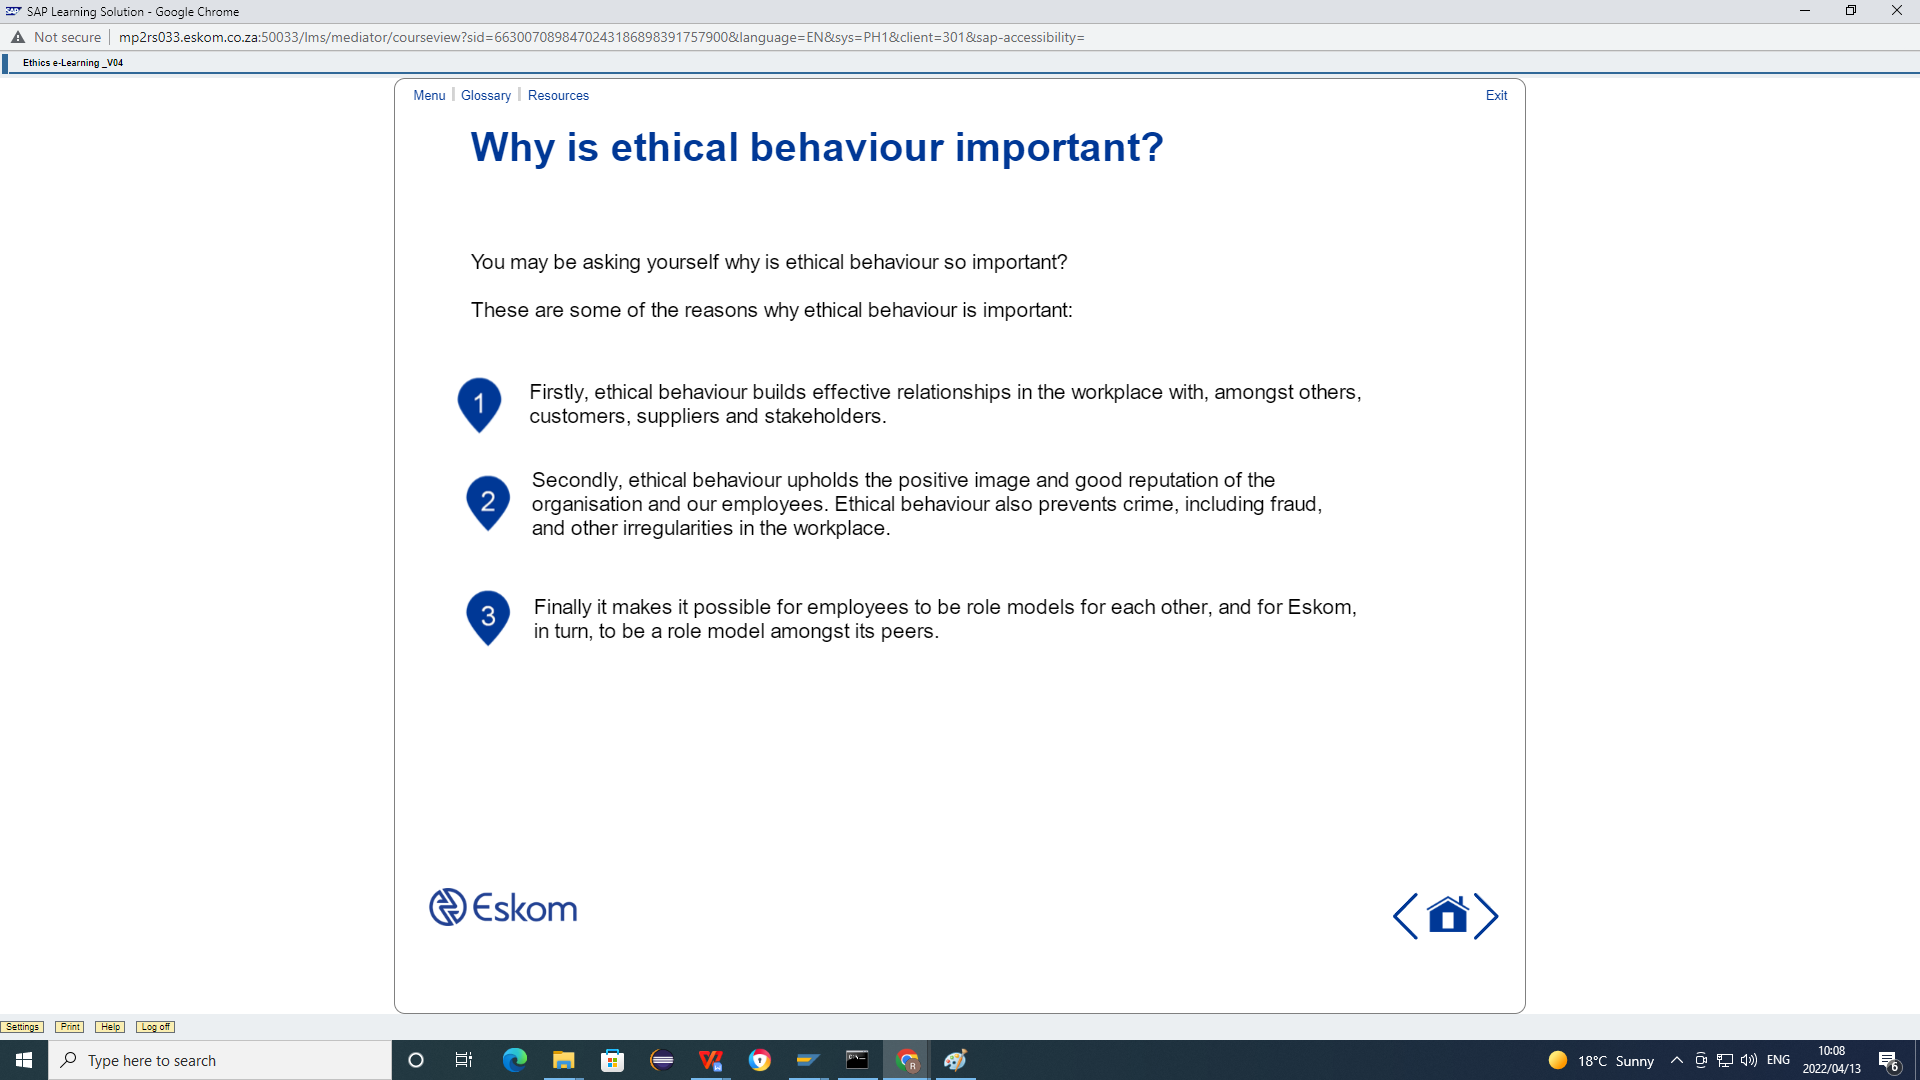 SAP Learning Solution - Google Chrome
Not secure | mp2rs033.eskom.co.za:50033/lms/mediator/courseview?sid=6630070898470243186898391757900&language=EN&sys=PH1&client=301&sap-accessibility=
Ethics e-Learning _V04
Menu | Glossary | Resources
Exit
Why is ethical behaviour important?
You may be asking yourself why is ethical behaviour so important?
These are some of the reasons why ethical behaviour is important:
1
Firstly, ethical behaviour builds effective relationships in the workplace with, amongst others,
customers, suppliers and stakeholders.
2
Secondly, ethical behaviour upholds the positive image and good reputation of the
organisation and our employees. Ethical behaviour also prevents crime, including fraud,
and other irregularities in the workplace.
3
Finally it makes it possible for employees to be role models for each other, and for Eskom,
in turn, to be a role model amongst its peers.
Eskom
Settings Print Help Log off
Type here to search
18°C Sunny
ENG
10:08
2022/04/13
6